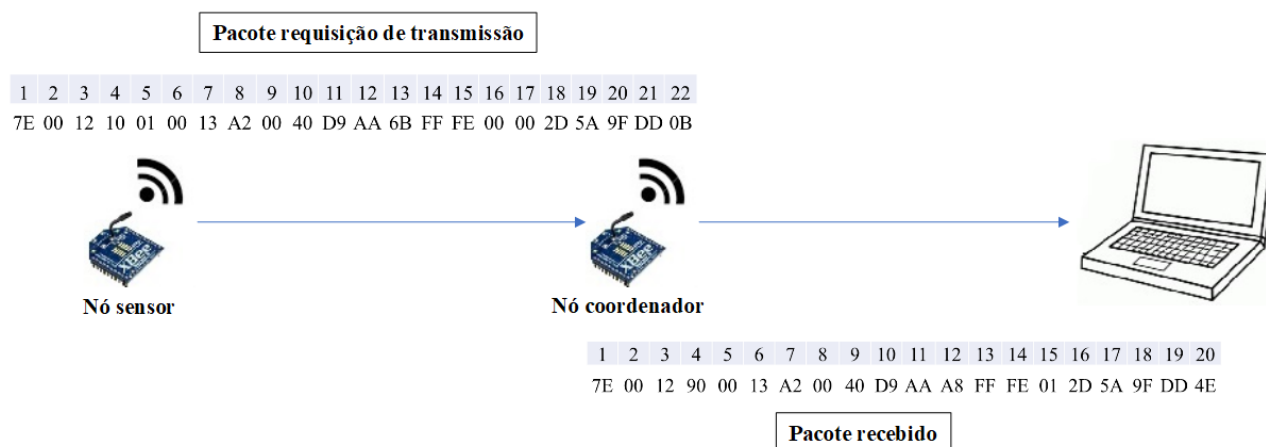 Pacote requisição de transmissão
1 2 3 4 5 6 7 8 9 10 11 12 13 14 15 16 17 18 19 20 21 22
7E 00 12 10 01 00 13 A2 00 40 D9 AA 6B FF FE 00 00 2D 5A 9F DD 0B
XBee XBee
Nó sensor Nó coordenador
1 2 3 4 5 6 7 8 9 10 11 12 13 14 15 16 17 18 19 20
7E 00 12 90 00 13 A2 00 40 D9 AA A8 FF FE 01 2D 5A 9F DD 4E
Pacote recebido